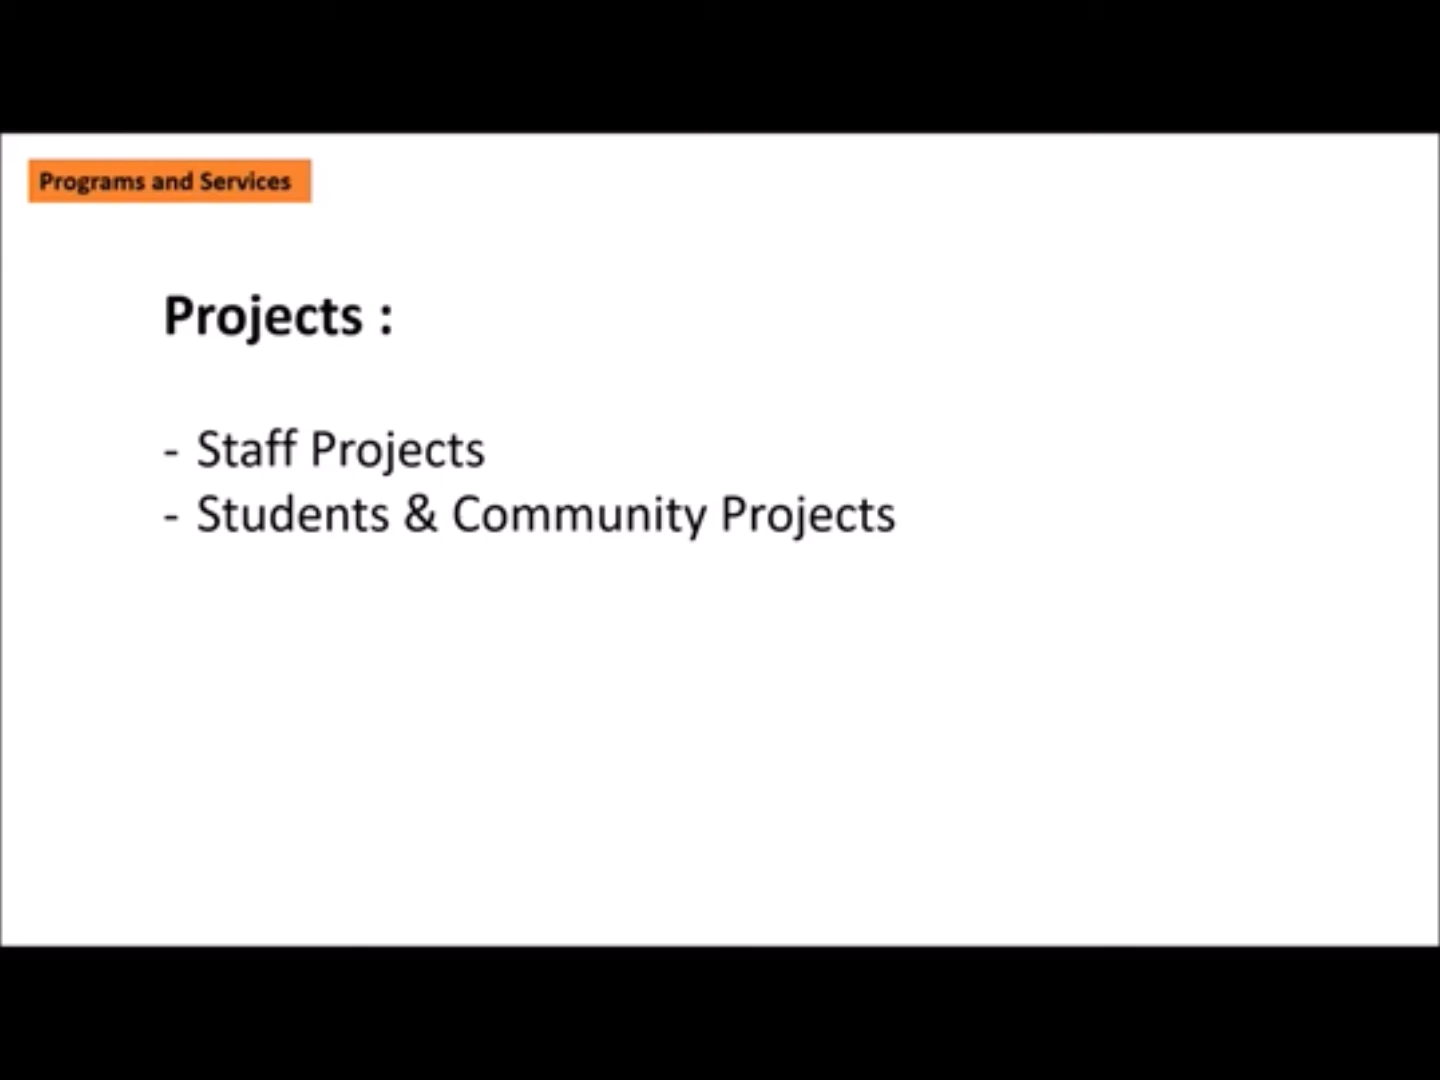 Programs and Services
Projects :
- Staff Projects
- Students & Community Projects